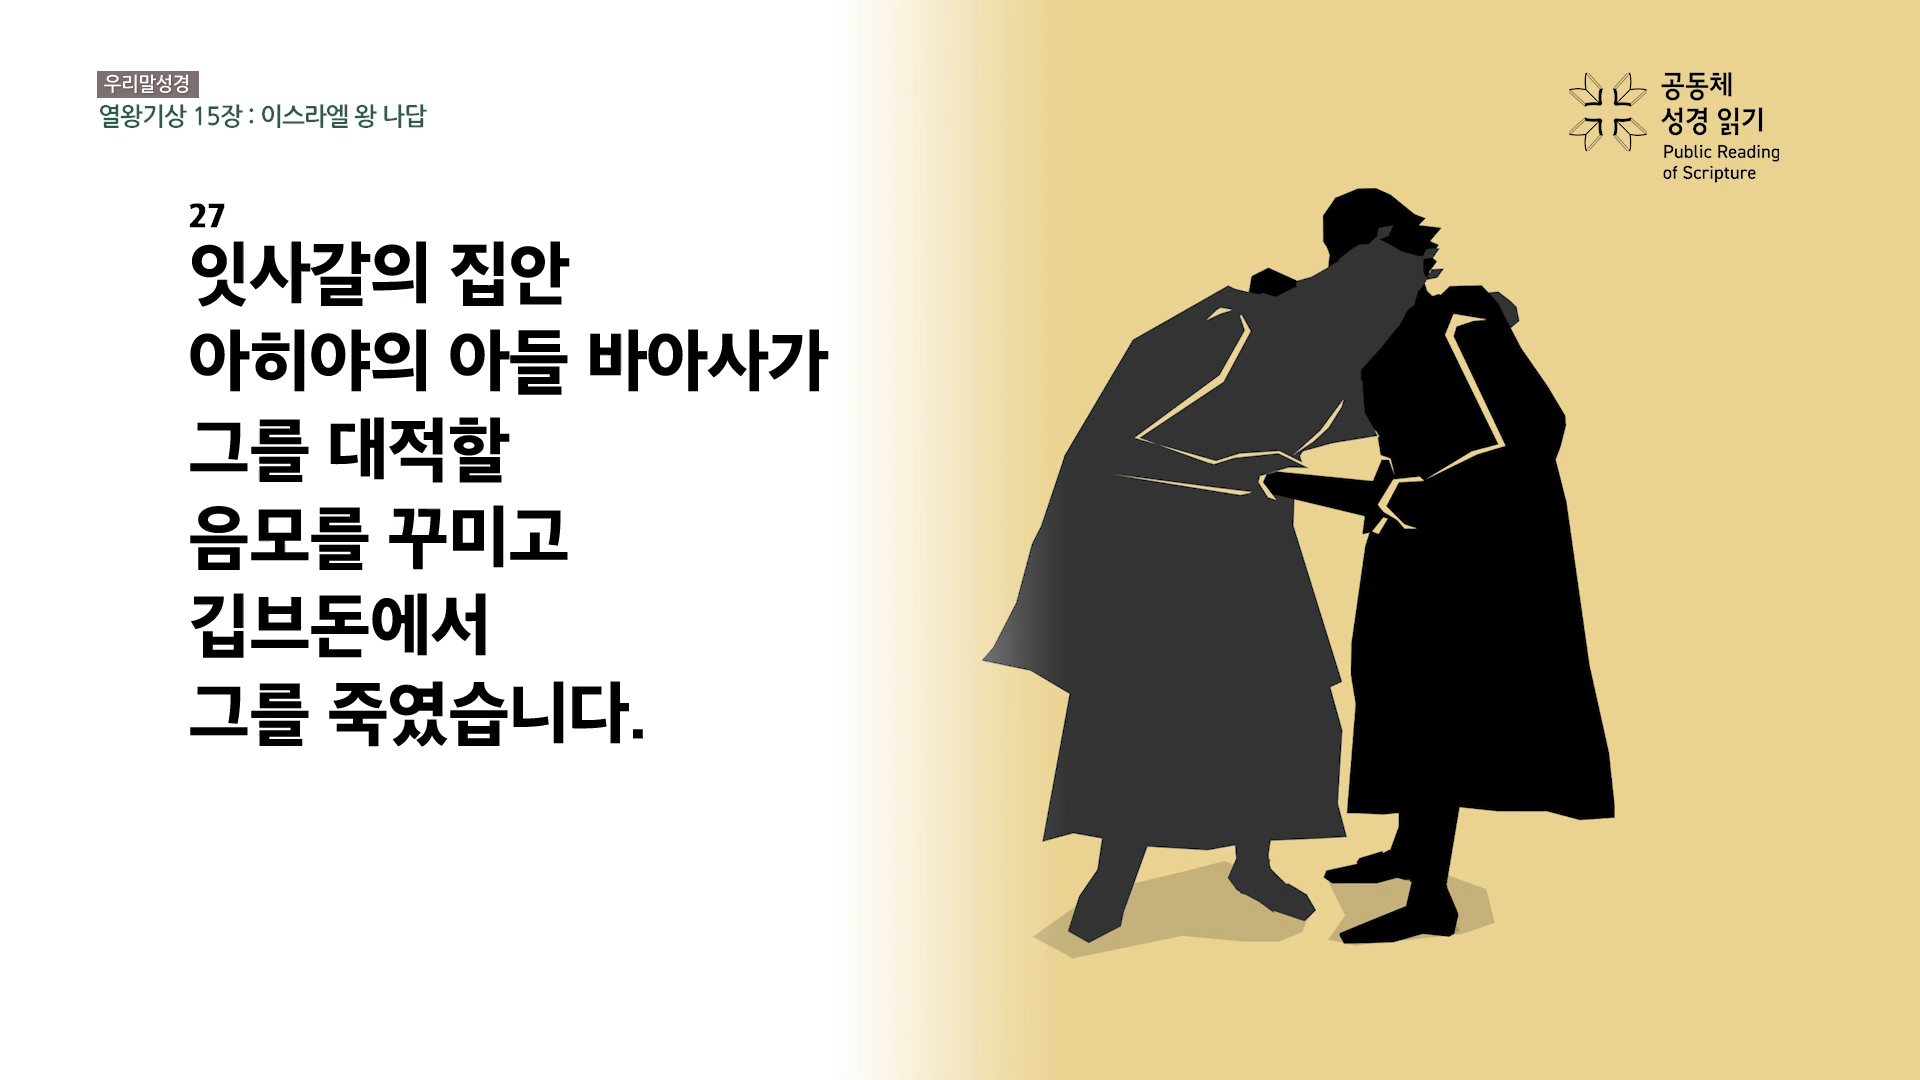 우리말성경
열왕기상 15장 : 이스라엘 왕 나답
공동체
성경 읽기
Public Reading
of Scripture
27
잇사갈의 집안
아히야의 아들 바아사가
그를 대적할
음모를 꾸미고
깁브돈에서
그를 죽였습니다.